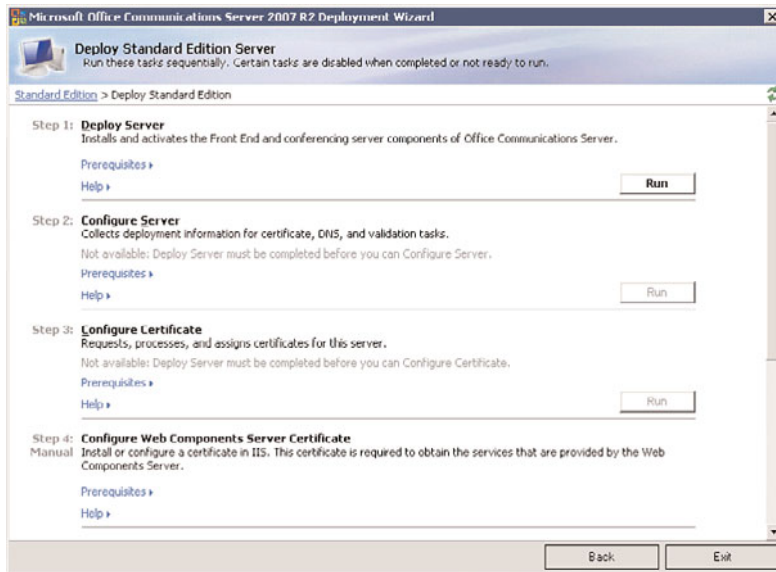 Microsoft Office Communications Server 2007 R2 Deployment Wizard
Deploy Standard Edition Server
Run these tasks sequentially. Certain tasks are disabled when completed or not ready to run.
Standard Edition > Deploy Standard Edition
Step 1: Deploy Server
Installs and activates the Front End and conferencing server components of Office Communications Server.
Prerequisites
Help
Run
Step 2: Configure Server
Collects deployment information for certificate, DNS, and validation tasks.
Not available: Deploy Server must be completed before you can Configure Server.
Prerequisites
Help
Run
Step 3: Configure Certificate
Requests, processes, and assigns certificates for this server.
Not available: Deploy Server must be completed before you can Configure Certificate.
Prerequisites
Help
Run
Step 4: Configure Web Components Server Certificate
Manual Install or configure a certificate in IIS. This certificate is required to obtain the services that are provided by the Web
Components Server.
Prerequisites
Help
Back Exit